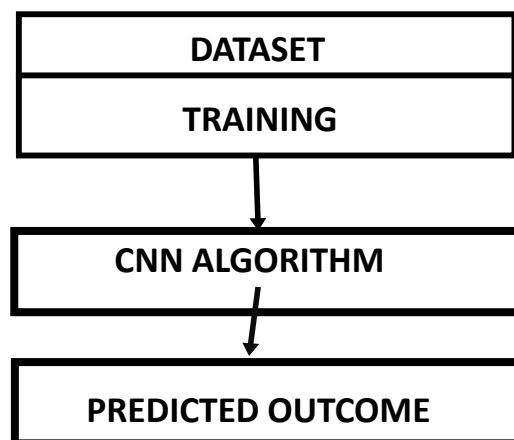 DATASET
TRAINING
CNN ALGORITHM
PREDICTED OUTCOME